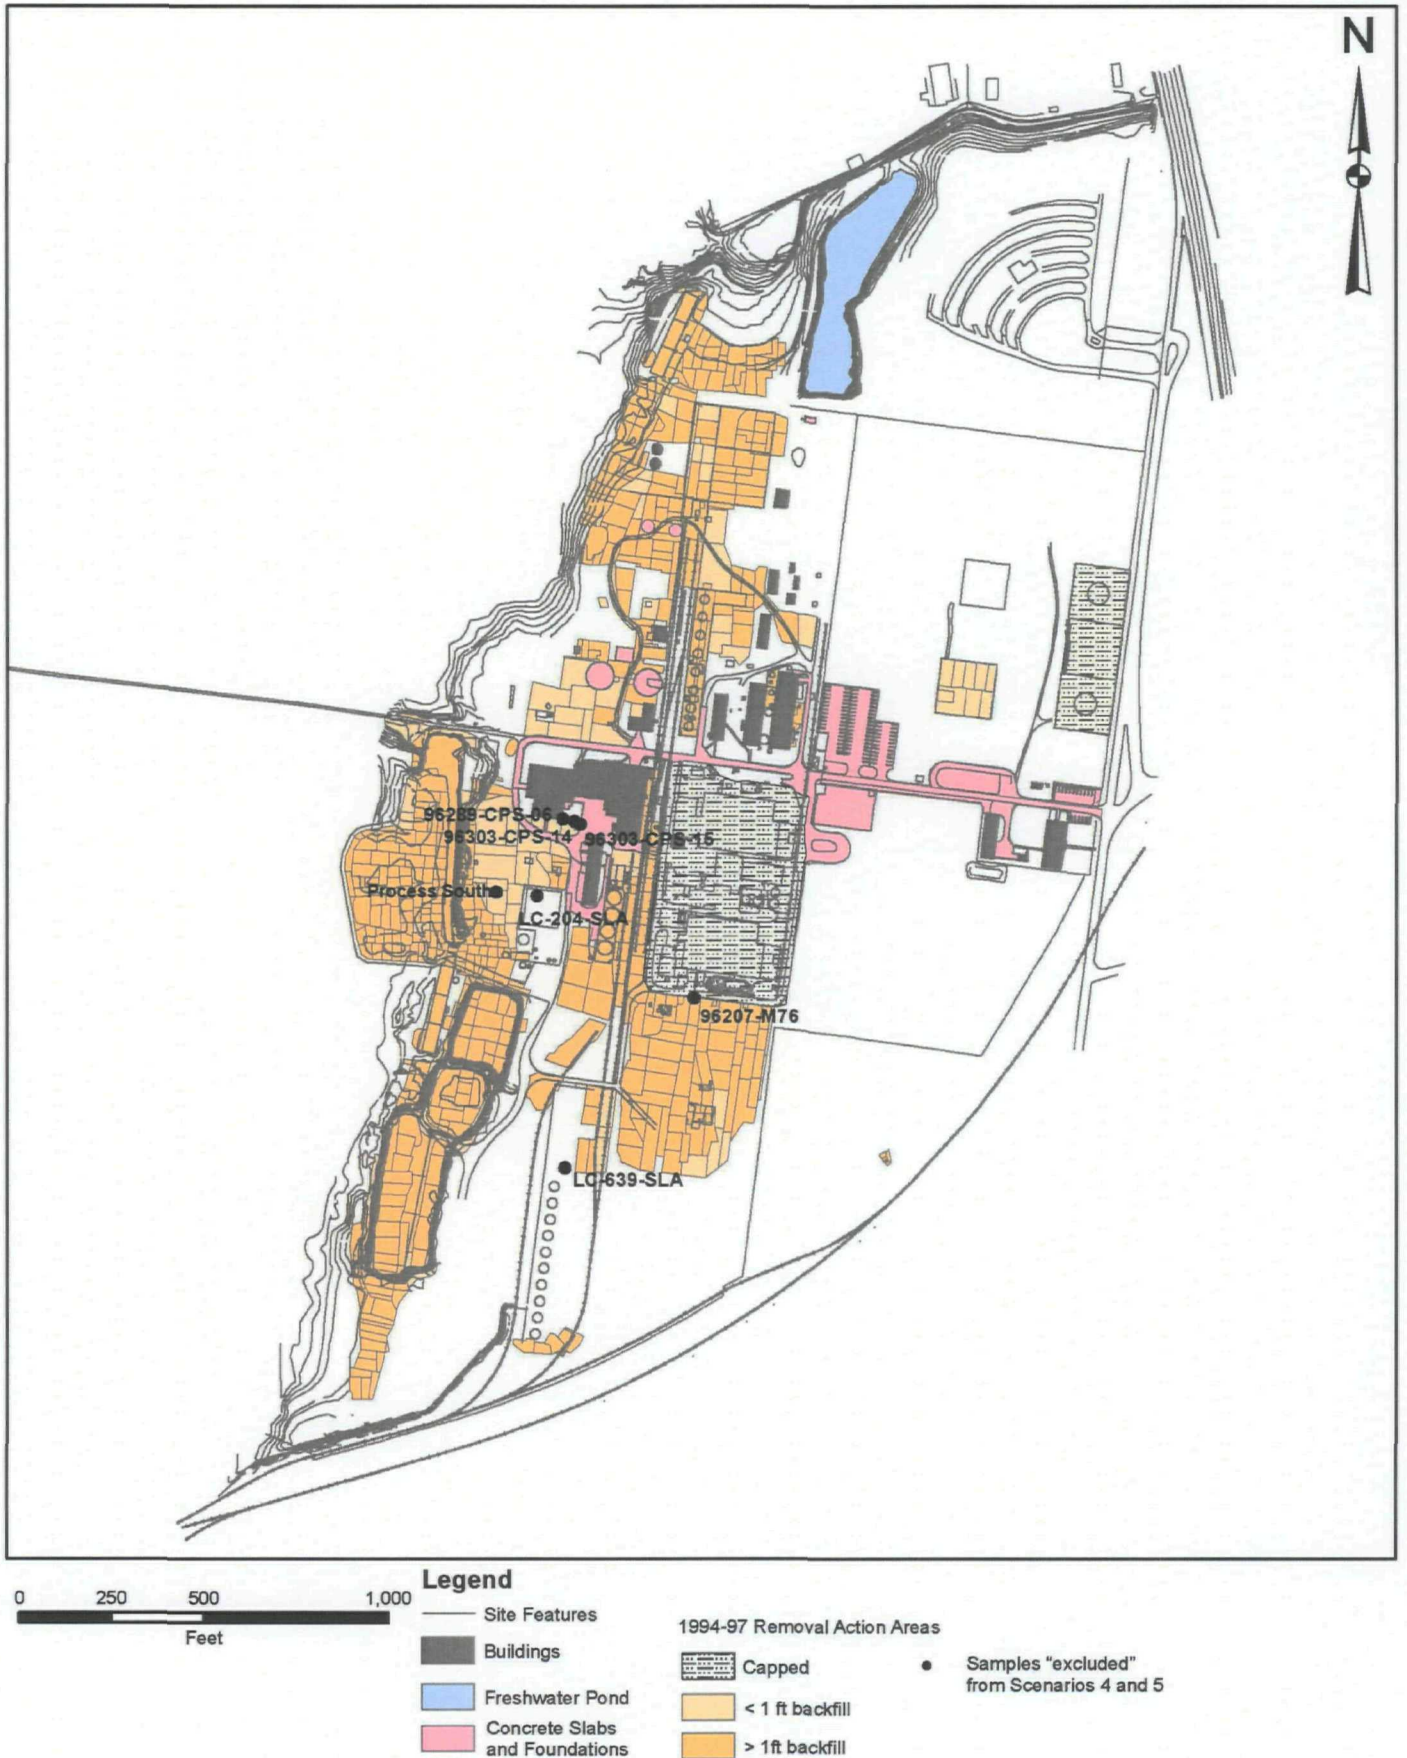 N
96289-CPS-06
96303-CPS-14
96303-CPS-15
Process South
LC-204-SLA
96207-M76
LC-639-SLA
0 250 500 1,000
Feet
Legend
Site Features
Buildings
Freshwater Pond
Concrete Slabs
and Foundations
1994-97 Removal Action Areas
Capped
< 1 ft backfill
> 1ft backfill
Samples "excluded"
from Scenarios 4 and 5